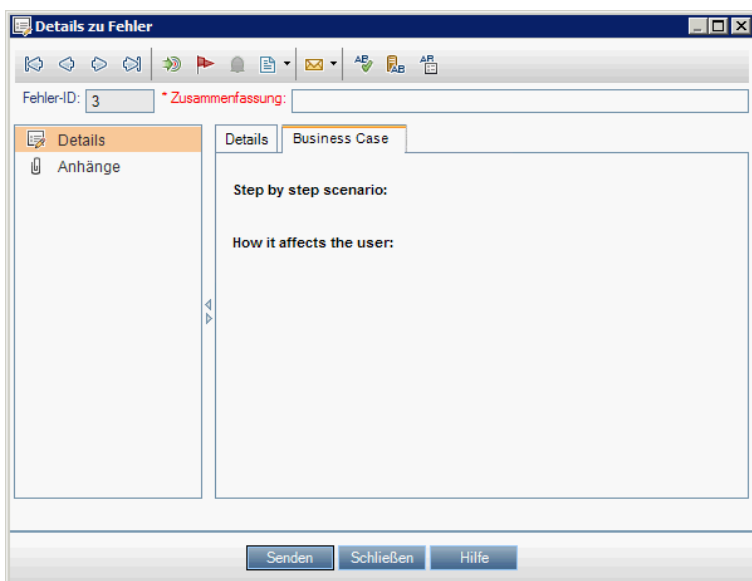 Details zu Fehler
Fehler-ID: 3 * Zusammenfassung:
Details
Anhänge
Details Business Case
Step by step scenario:
How it affects the user:
Senden Schließen Hilfe